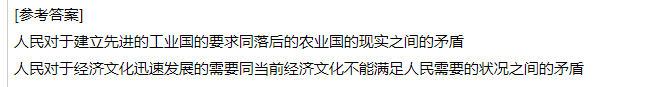 [参考答案]
人民对于建立先进的工业国的要求同落后的农业国的现实之间的矛盾
人民对于经济文化迅速发展的需要同当前经济文化不能满足人民需要的状况之间的矛盾